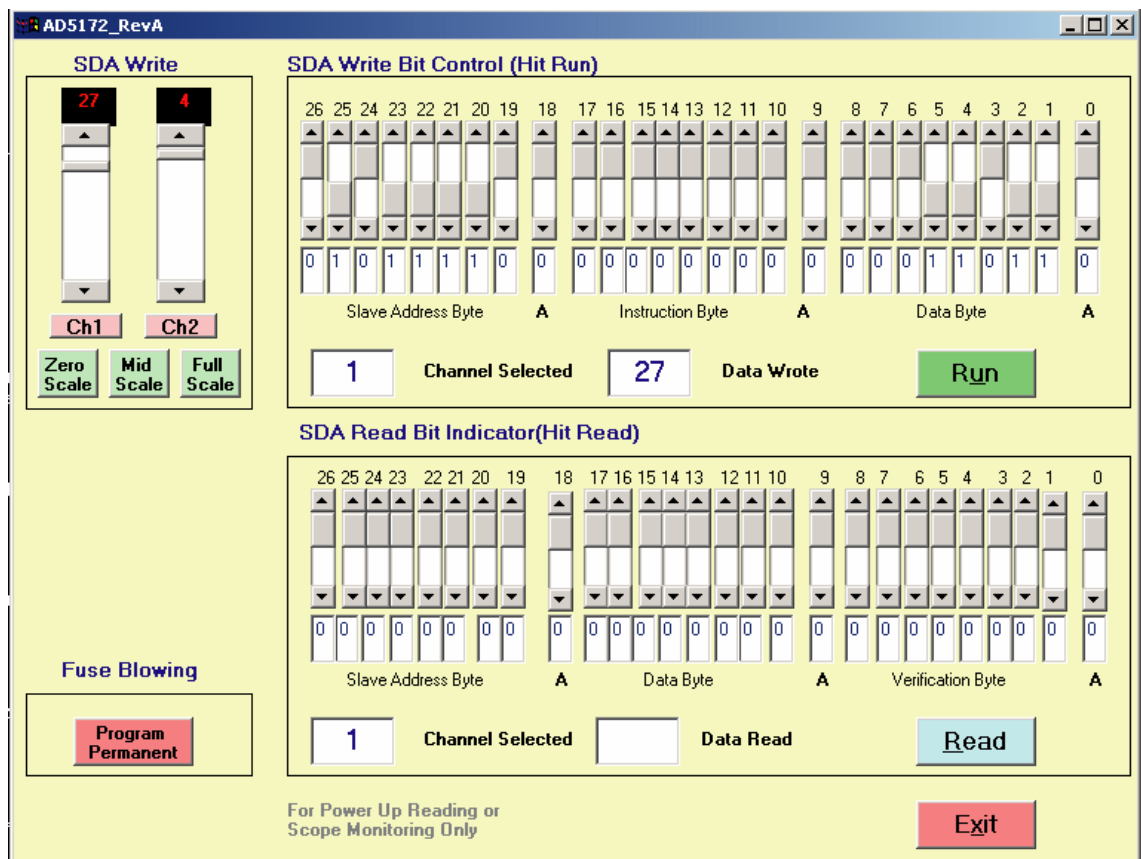 AD5172_RevA
SDA Write
27 4
Ch1 Ch2
Zero Scale Mid Scale Full Scale
SDA Write Bit Control (Hit Run)
26 25 24 23 22 21 20 19 18 17 16 15 14 13 12 11 10 9 8 7 6 5 4 3 2 1 0
0 1 0 1 1 1 1 0 0 0 0 0 0 0 0 0 0 0 0 0 0 1 1 0 1 1 0
Slave Address Byte A Instruction Byte A Data Byte A
1 Channel Selected 27 Data Wrote Run
SDA Read Bit Indicator(Hit Read)
26 25 24 23 22 21 20 19 18 17 16 15 14 13 12 11 10 9 8 7 6 5 4 3 2 1 0
0 0 0 0 0 0 0 0 0 0 0 0 0 0 0 0 0 0 0 0 0 0 0 0 0 0 0
Slave Address Byte A Data Byte A Verification Byte A
1 Channel Selected Data Read Read
Fuse Blowing
Program
Permanent
For Power Up Reading or
Scope Monitoring Only
Exit